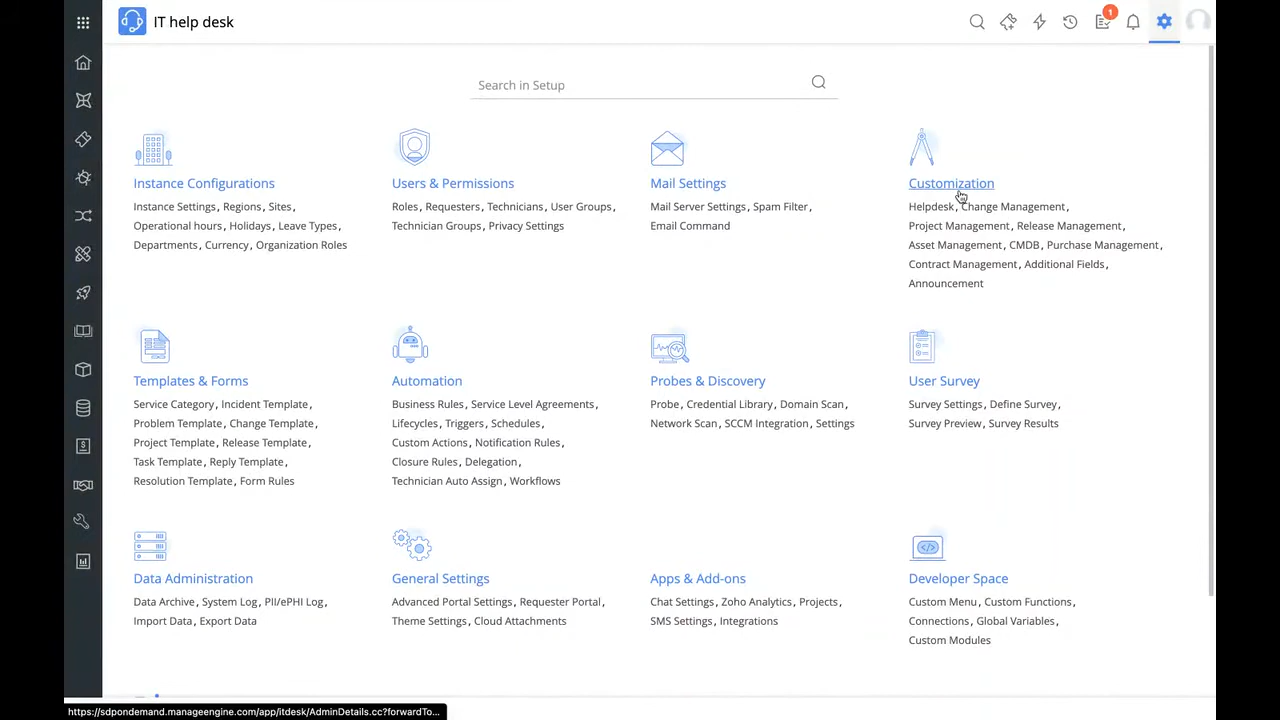 IT help desk
1
Search in Setup
Instance Configurations
Instance Settings, Regions, Sites,
Operational hours, Holidays, Leave Types,
Departments, Currency, Organization Roles
Users & Permissions
Roles, Requesters, Technicians, User Groups,
Technician Groups, Privacy Settings
Mail Settings
Mail Server Settings, Spam Filter,
Email Command
Customization
Helpdesk, Change Management,
Project Management, Release Management,
Asset Management, CMDB, Purchase Management,
Contract Management, Additional Fields,
Announcement
Templates & Forms
Service Category, Incident Template,
Problem Template, Change Template,
Project Template, Release Template,
Task Template, Reply Template,
Resolution Template, Form Rules
Automation
Business Rules, Service Level Agreements,
Lifecycles, Triggers, Schedules,
Custom Actions, Notification Rules,
Closure Rules, Delegation,
Technician Auto Assign, Workflows
Probes & Discovery
Probe, Credential Library, Domain Scan,
Network Scan, SCCM Integration, Settings
User Survey
Survey Settings, Define Survey,
Survey Preview, Survey Results
Data Administration
Data Archive, System Log, PII/ePHI Log,
Import Data, Export Data
General Settings
Advanced Portal Settings, Requester Portal,
Theme Settings, Cloud Attachments
Apps & Add-ons
Chat Settings, Zoho Analytics, Projects,
SMS Settings, Integrations
Developer Space
Custom Menu, Custom Functions,
Connections, Global Variables,
Custom Modules
https://sdpondemand.manageengine.com/app/itdesk/AdminDetails.cc?forwardTo...